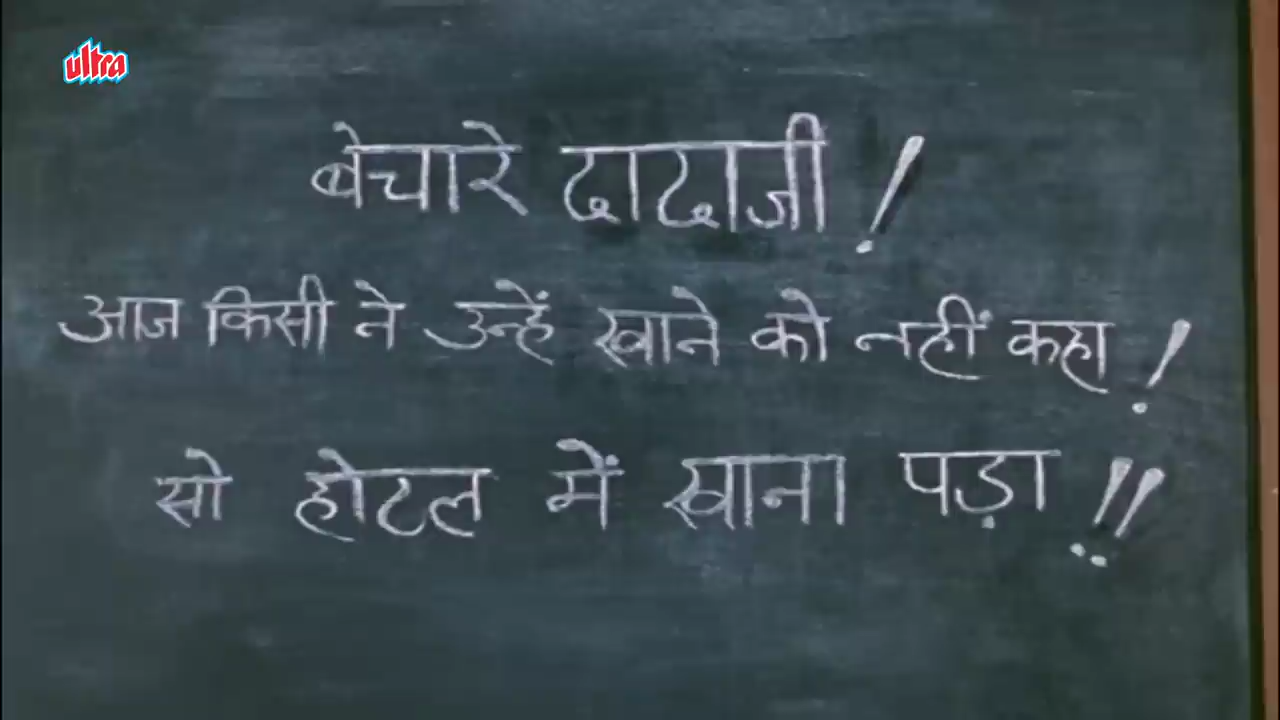 ultra
बेचारे दादाजी !
आज किसी ने उन्हें खाने को नहीं कहा !
सो होटल में खाना पड़ा !!